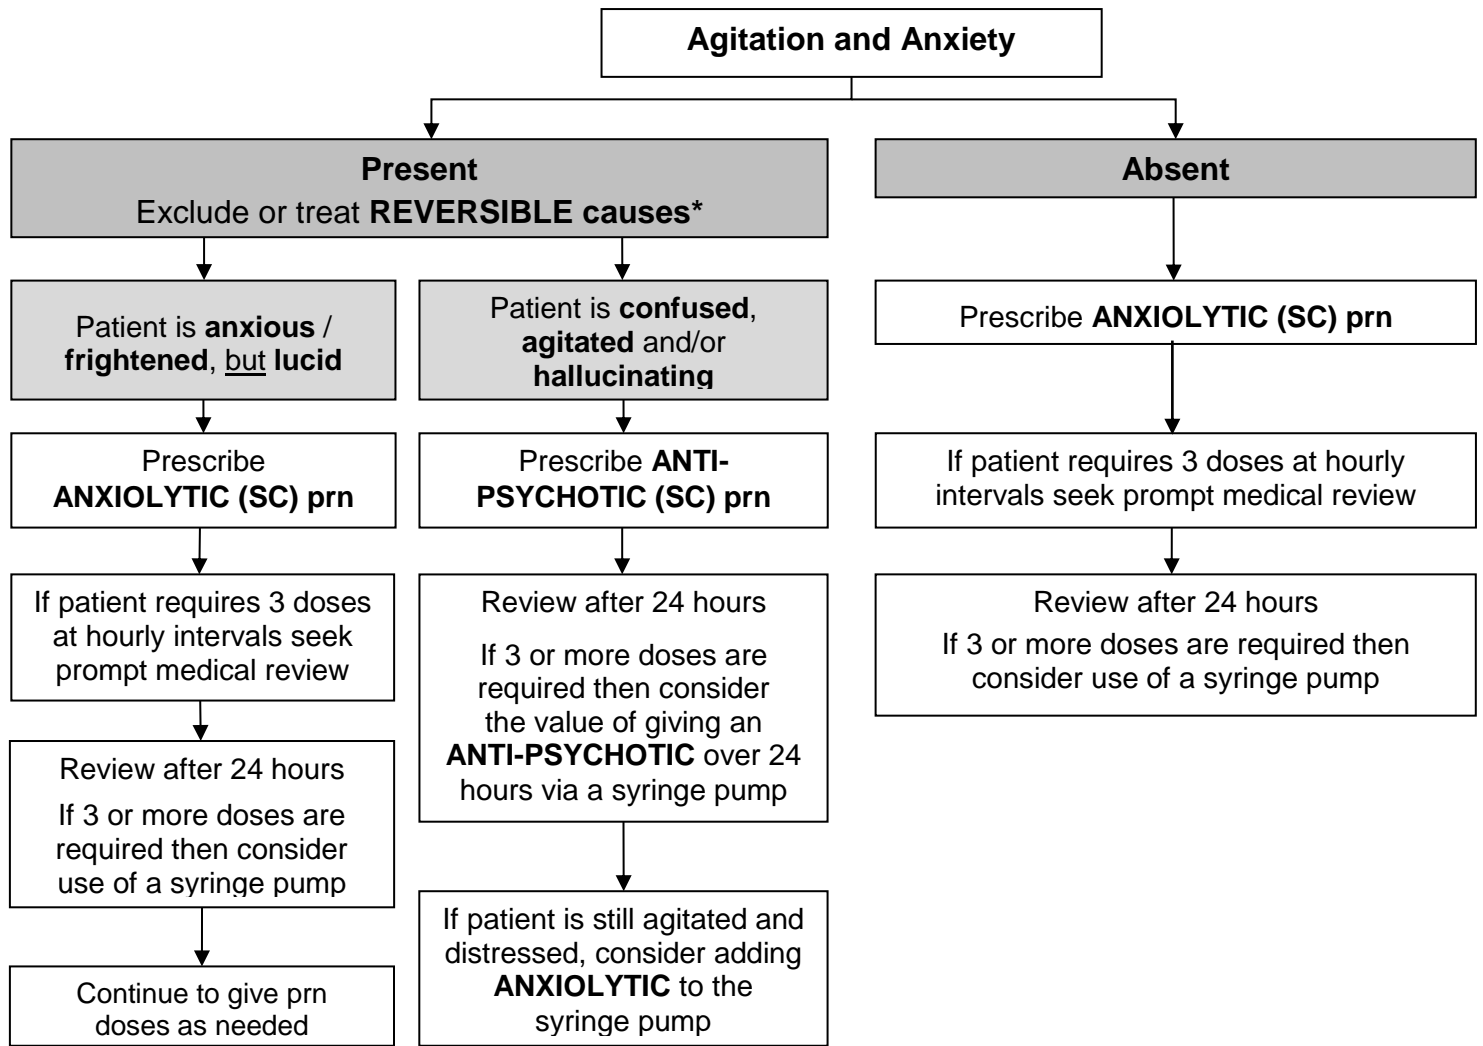 Agitation and Anxiety
Present
Exclude or treat REVERSIBLE causes*
Absent
Patient is anxious /
frightened, but lucid
Patient is confused,
agitated and/or
hallucinating
Prescribe ANXIOLYTIC (SC) prn
Prescribe
ANXIOLYTIC (SC) prn
Prescribe ANTI-
PSYCHOTIC (SC) prn
If patient requires 3 doses at hourly
intervals seek prompt medical review
If patient requires 3 doses
at hourly intervals seek
prompt medical review
Review after 24 hours
If 3 or more doses are
required then consider
the value of giving an
ANTI-PSYCHOTIC over 24
hours via a syringe pump
Review after 24 hours
If 3 or more doses are required then
consider use of a syringe pump
Review after 24 hours
If 3 or more doses are
required then consider
use of a syringe pump
If patient is still agitated and
distressed, consider adding
ANXIOLYTIC to the
syringe pump
Continue to give prn
doses as needed